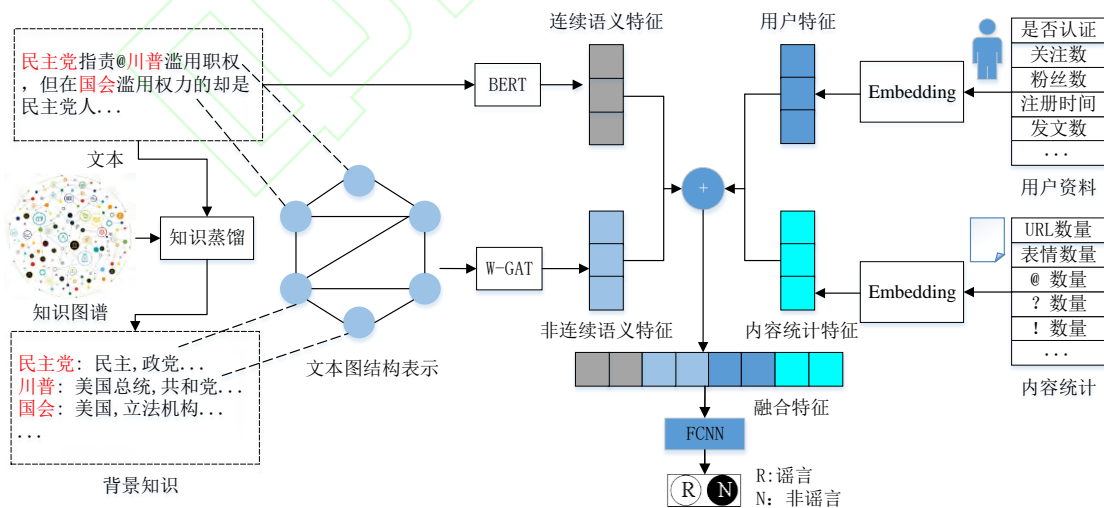 连续语义特征
用户特征
民主党指责@川普滥用职权
，但在国会滥用权力的却是
民主党人...
BERT
Embedding
是否认证
关注数
粉丝数
注册时间
发文数
...
用户资料
文本
知识蒸馏
知识图谱
+
W-GAT
Embedding
URL数量
表情数量
@ 数量
? 数量
! 数量
...
内容统计
非连续语义特征
内容统计特征
文本图结构表示
民主党: 民主,政党...
川普: 美国总统,共和党...
国会: 美国,立法机构...
...
背景知识
融合特征
FCNN
R N
R:谣言
N: 非谣言